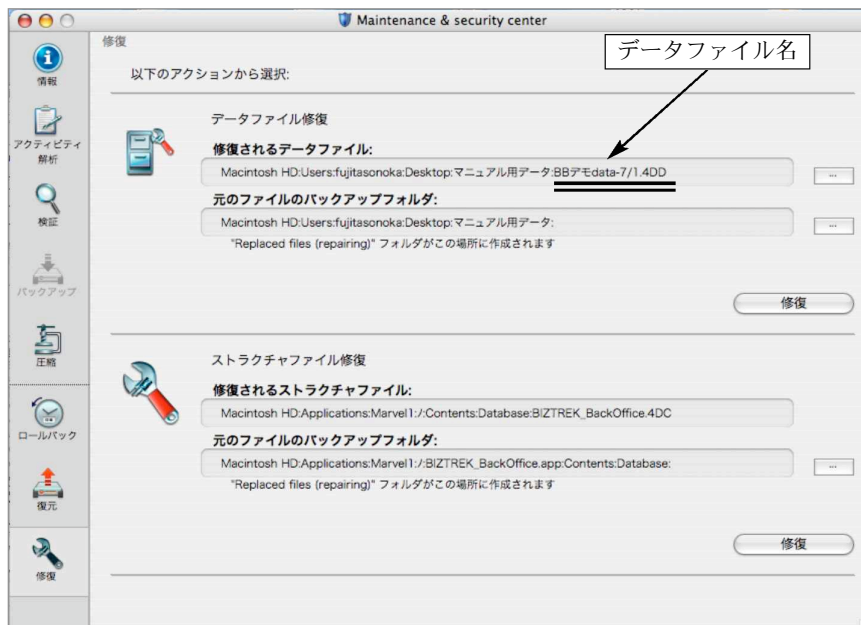 Maintenance & security center
修復
データファイル名
以下のアクションから選択:
情報
アクティビティ
解析
検証
バックアップ
圧縮
ロールバック
復元
修復
データファイル修復
修復されるデータファイル:
Macintosh HD:Users:fujitasonoka:Desktop:マニュアル用データ:BBデモdata-7/1.4DD
...
元のファイルのバックアップフォルダ:
Macintosh HD:Users:fujitasonoka:Desktop:マニュアル用データ:
...
"Replaced files (repairing)" フォルダがこの場所に作成されます
修復
ストラクチャファイル修復
修復されるストラクチャファイル:
Macintosh HD:Applications:Marvel1:/:Contents:Database:BIZTREK_BackOffice.4DC
元のファイルのバックアップフォルダ:
Macintosh HD:Applications:Marvel1:/:BIZTREK_BackOffice.app:Contents:Database:
...
"Replaced files (repairing)" フォルダがこの場所に作成されます
修復